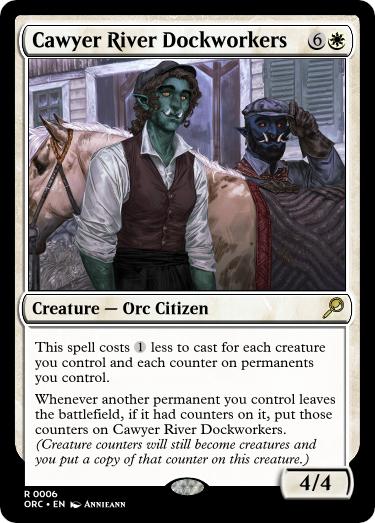 Cawyer River Dockworkers 6
Creature — Orc Citizen
This spell costs 1 less to cast for each creature
you control and each counter on permanents
you control.
Whenever another permanent you control leaves
the battlefield, if it had counters on it, put those
counters on Cawyer River Dockworkers.
(Creature counters will still become creatures and
you put a copy of that counter on this creature.)
4/4
R 0006
ORC • EN ANNIEANN